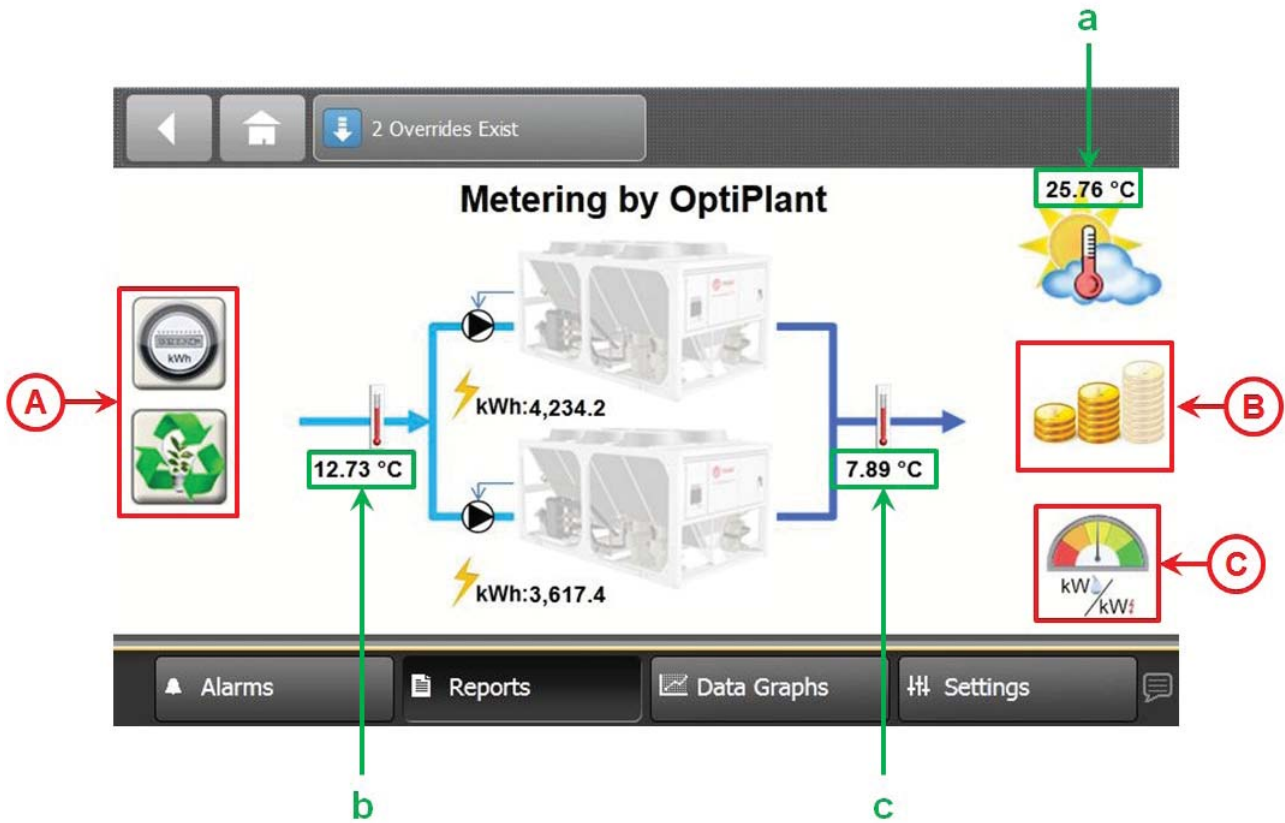 a
2 Overrides Exist
25.76 °C
Metering by OptiPlant
kWh
A
B
kWh:4,234.2
12.73 °C
7.89 °C
C
kW/kW
kWh:3,617.4
Alarms
Reports
Data Graphs
Settings
b
c